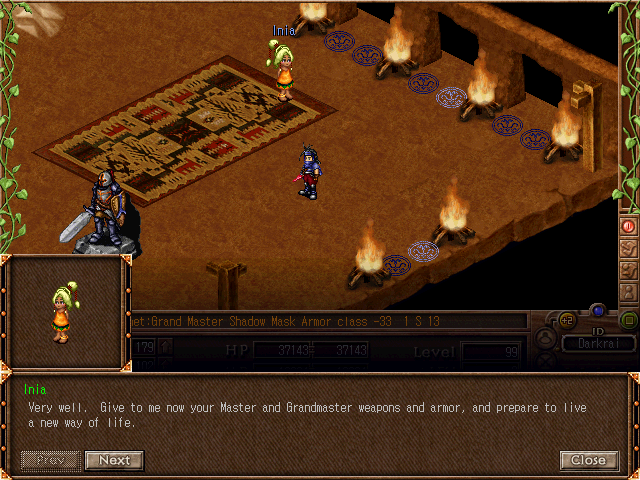 Inia
net:Grand Master Shadow Mask Armor class -33 1 S 13
+2
ID
Darkrai
179
HP 37143 37143
Level 99
Inia
Very well. Give to me now your Master and Grandmaster weapons and armor, and prepare to live
a new way of life.
Prev Next Close